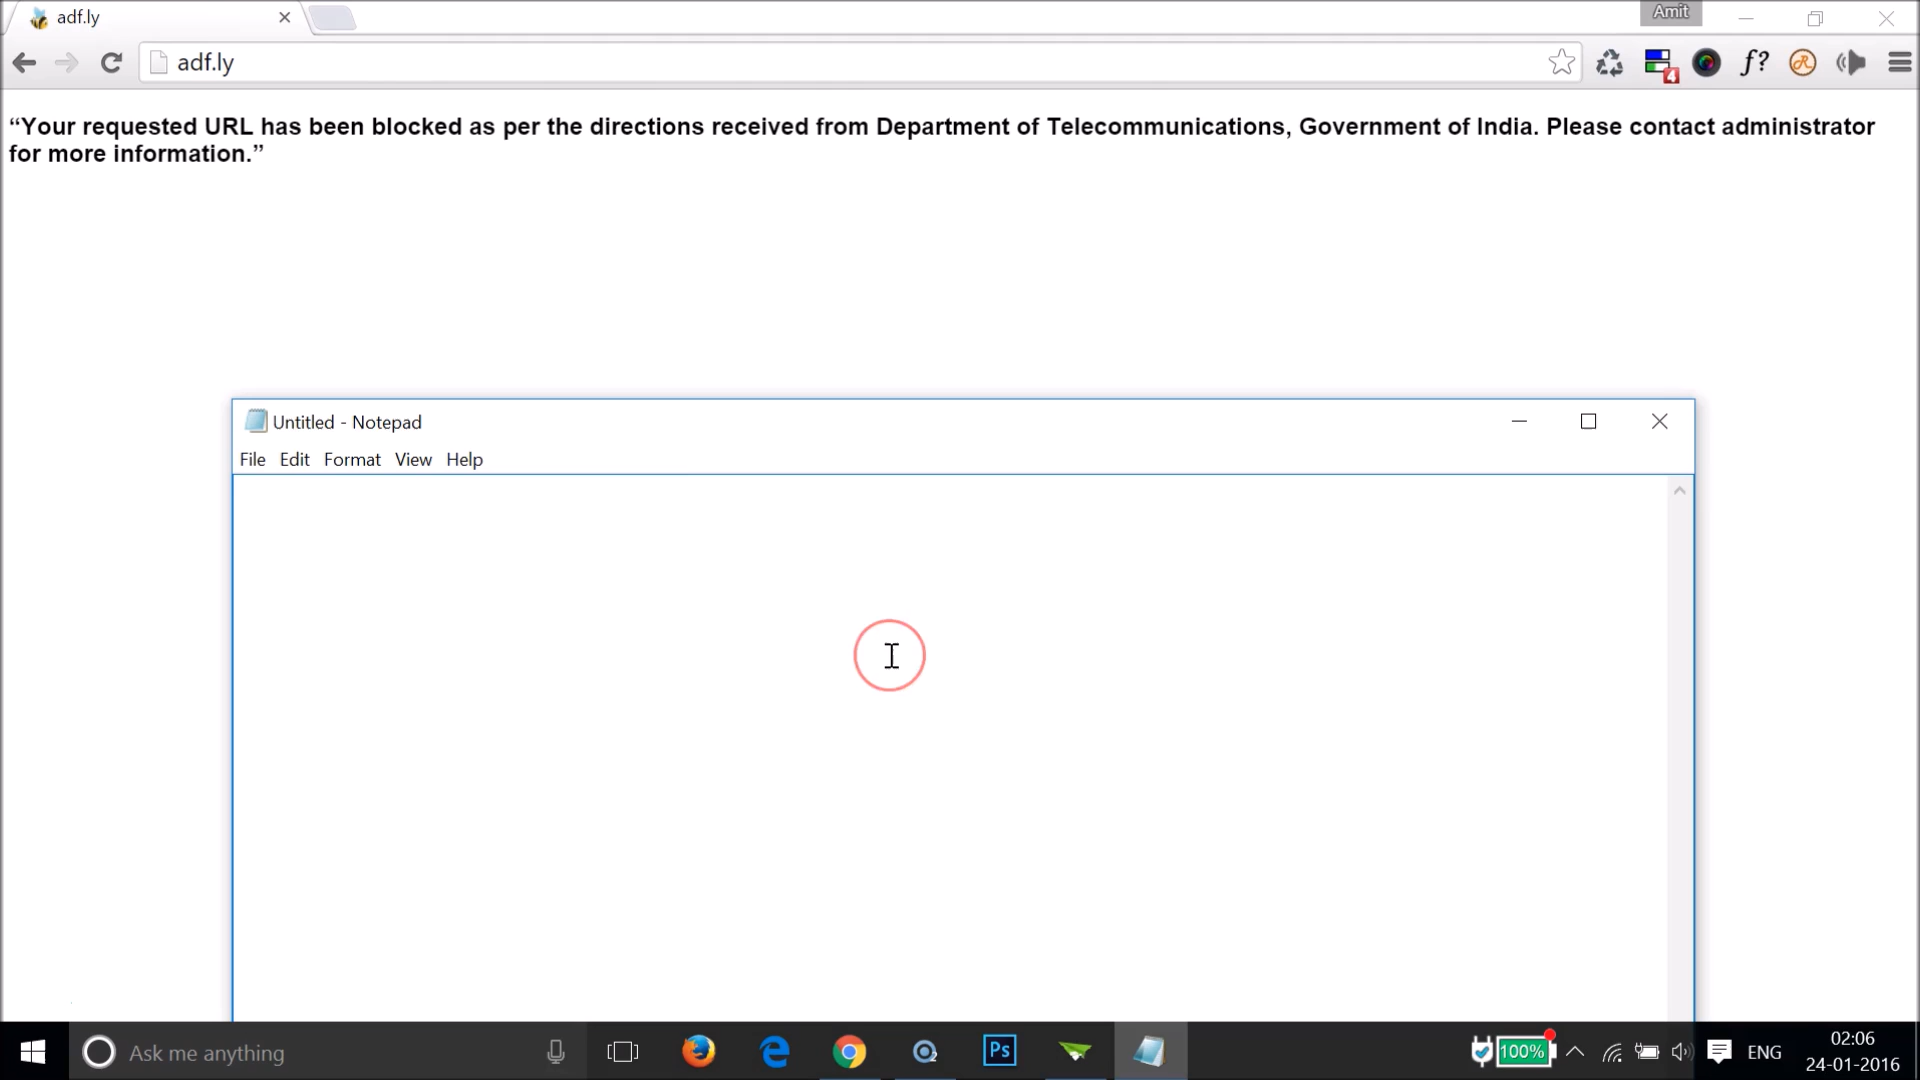 adf.ly
Amit
adf.ly
4
f?
“Your requested URL has been blocked as per the directions received from Department of Telecommunications, Government of India. Please contact administrator
for more information.”
Untitled - Notepad
File Edit Format View Help
Ask me anything
Ps
100%
ENG
02:06
24-01-2016